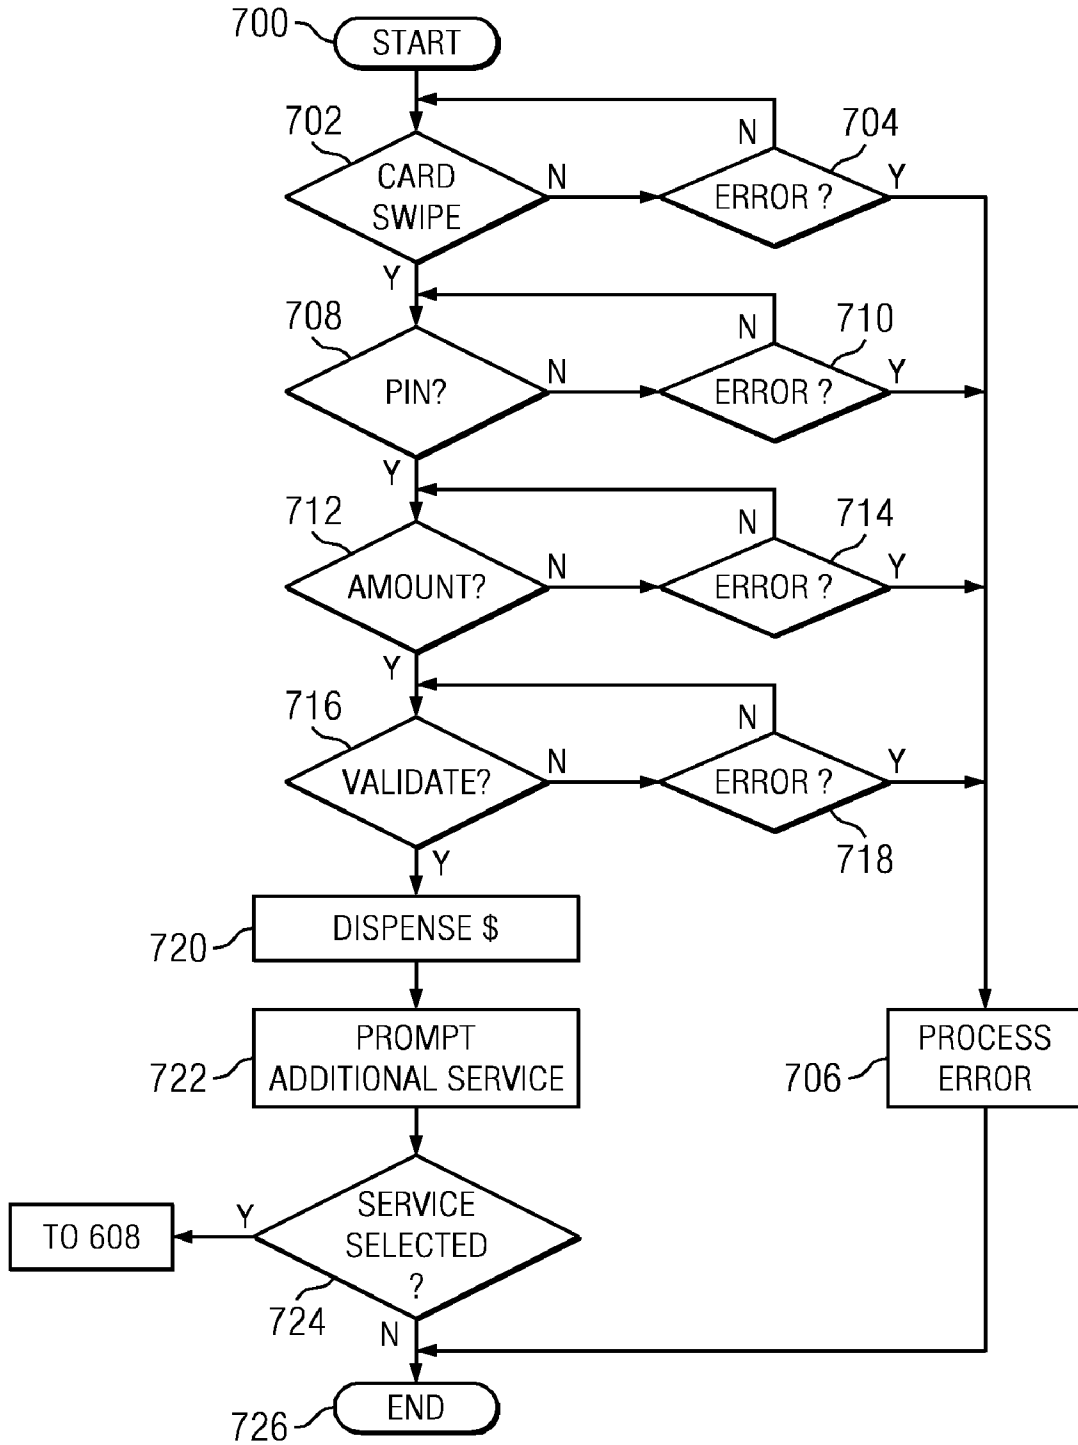 700
START
702
CARD
SWIPE
N
Y
704
ERROR ?
N
Y
708
PIN?
N
Y
710
ERROR ?
N
Y
712
AMOUNT?
N
Y
714
ERROR ?
N
Y
716
VALIDATE?
N
Y
718
ERROR ?
N
Y
720
DISPENSE $
722
PROMPT
ADDITIONAL SERVICE
706
PROCESS
ERROR
724
SERVICE
SELECTED
?
Y
TO 608
N
726
END